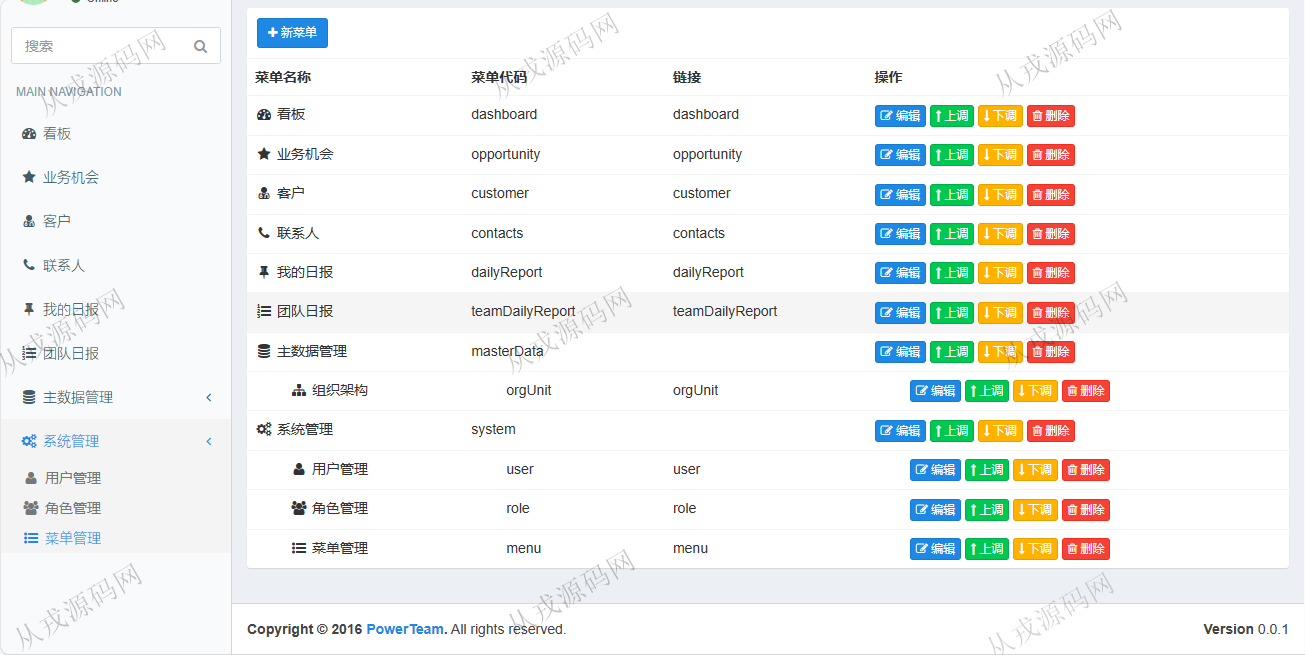 Online
搜索
MAIN NAVIGATION
看板
业务机会
客户
联系人
我的日报
团队日报
主数据管理
系统管理
用户管理
角色管理
菜单管理
新菜单
菜单名称 菜单代码 链接 操作
看板 dashboard dashboard 编辑 上调 下调 删除
业务机会 opportunity opportunity 编辑 上调 下调 删除
客户 customer customer 编辑 上调 下调 删除
联系人 contacts contacts 编辑 上调 下调 删除
我的日报 dailyReport dailyReport 编辑 上调 下调 删除
团队日报 teamDailyReport teamDailyReport 编辑 上调 下调 删除
主数据管理 masterData 编辑 上调 下调 删除
组织架构 orgUnit orgUnit 编辑 上调 下调 删除
系统管理 system 编辑 上调 下调 删除
用户管理 user user 编辑 上调 下调 删除
角色管理 role role 编辑 上调 下调 删除
菜单管理 menu menu 编辑 上调 下调 删除
Copyright © 2016 PowerTeam. All rights reserved. Version 0.0.1
从戎源码网
从戎源码网
从戎源码网
从戎源码网
从戎源码网
从戎源码网
从戎源码网
从戎源码网
从戎源码网